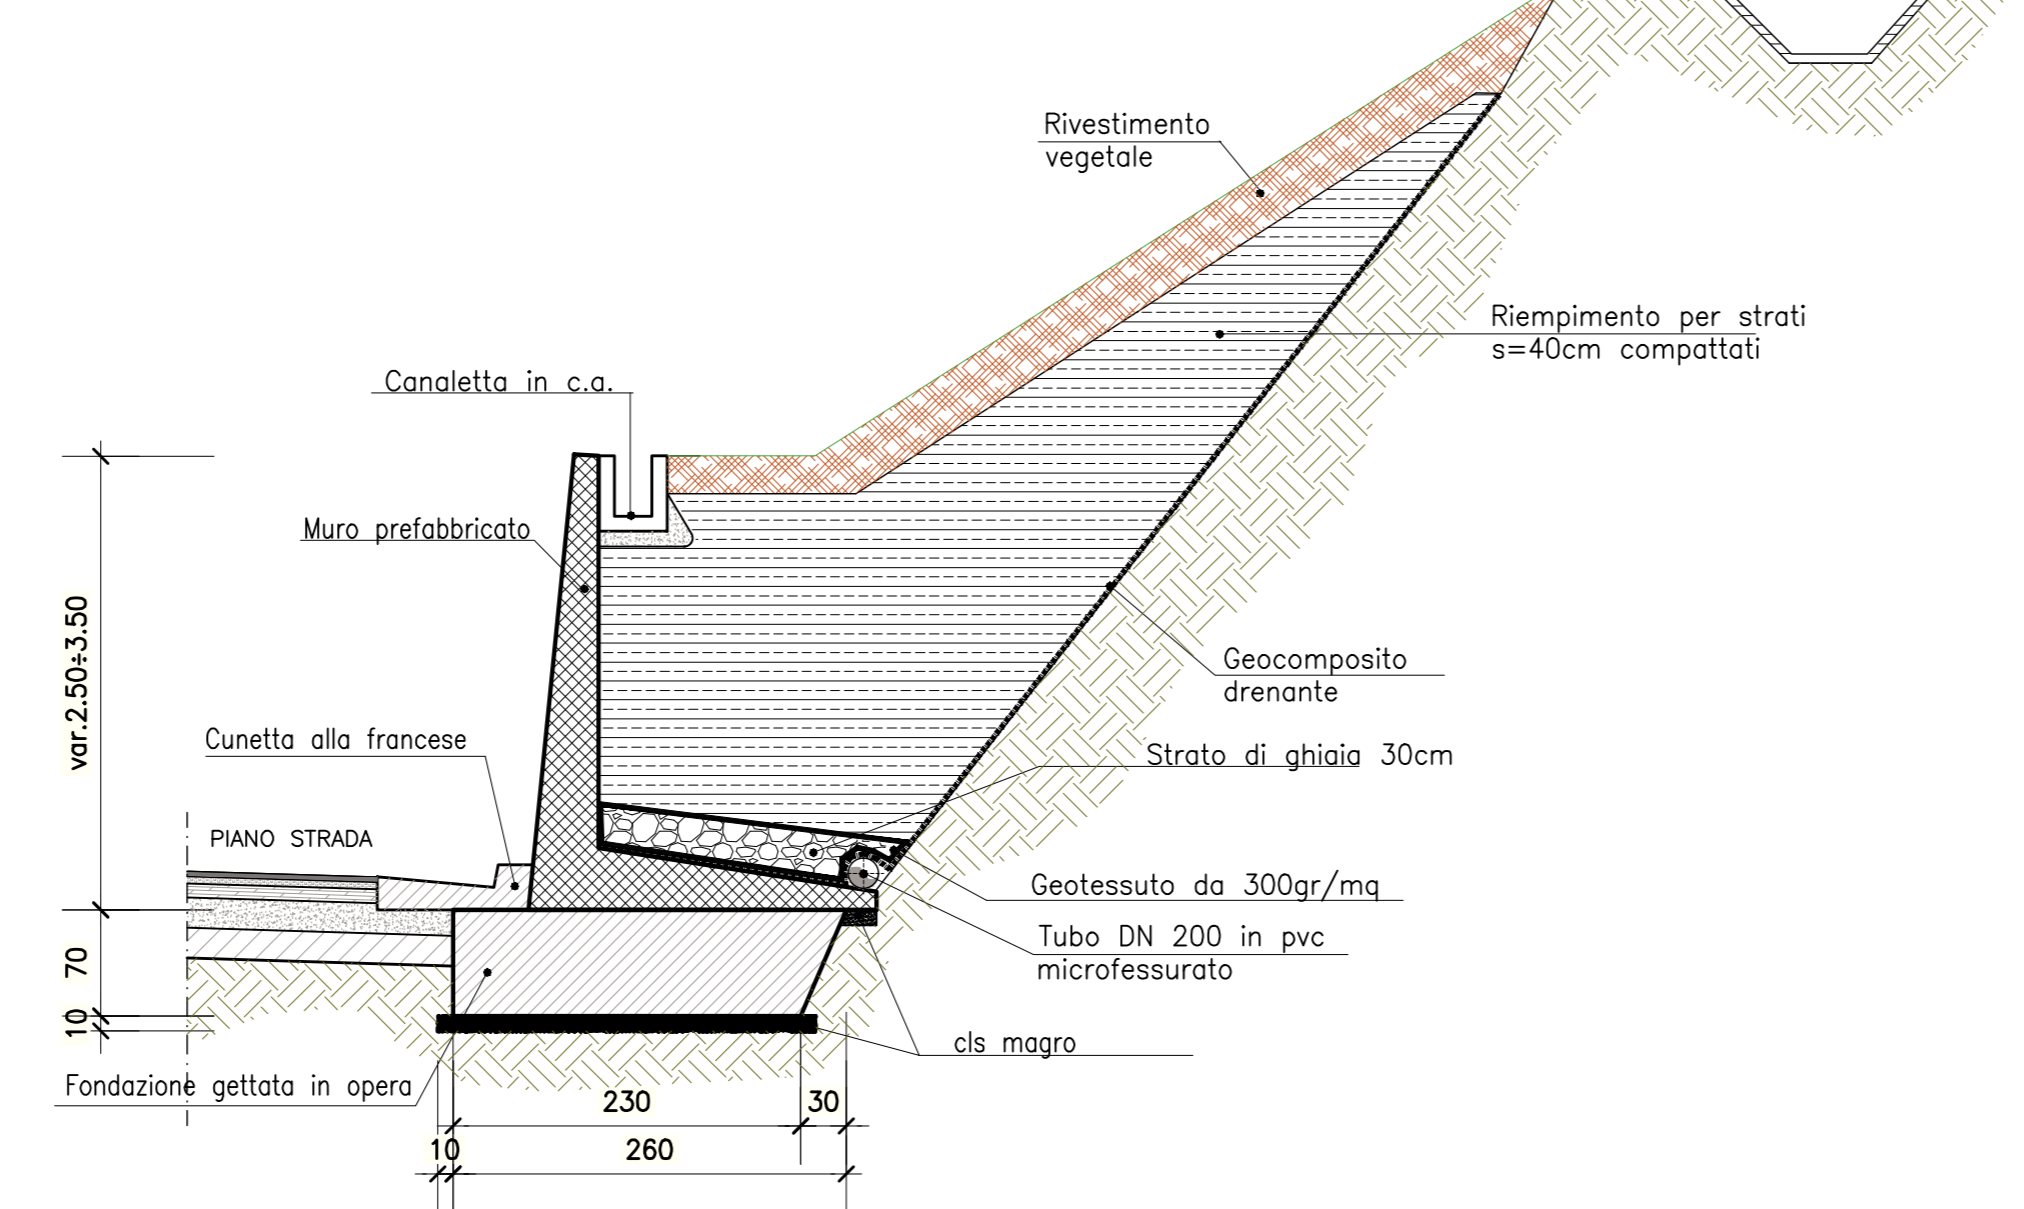 Rivestimento
vegetale
Riempimento per strati
s=40cm compattati
Canaletta in c.a.
Muro prefabbricato
var.2.50÷3.50
Geocomposito
drenante
Cunetta alla francese
Strato di ghiaia 30cm
PIANO STRADA
Geotessuto da 300gr/mq
Tubo DN 200 in pvc
microfessurato
70
10
cls magro
Fondazione gettata in opera
230
30
10
260